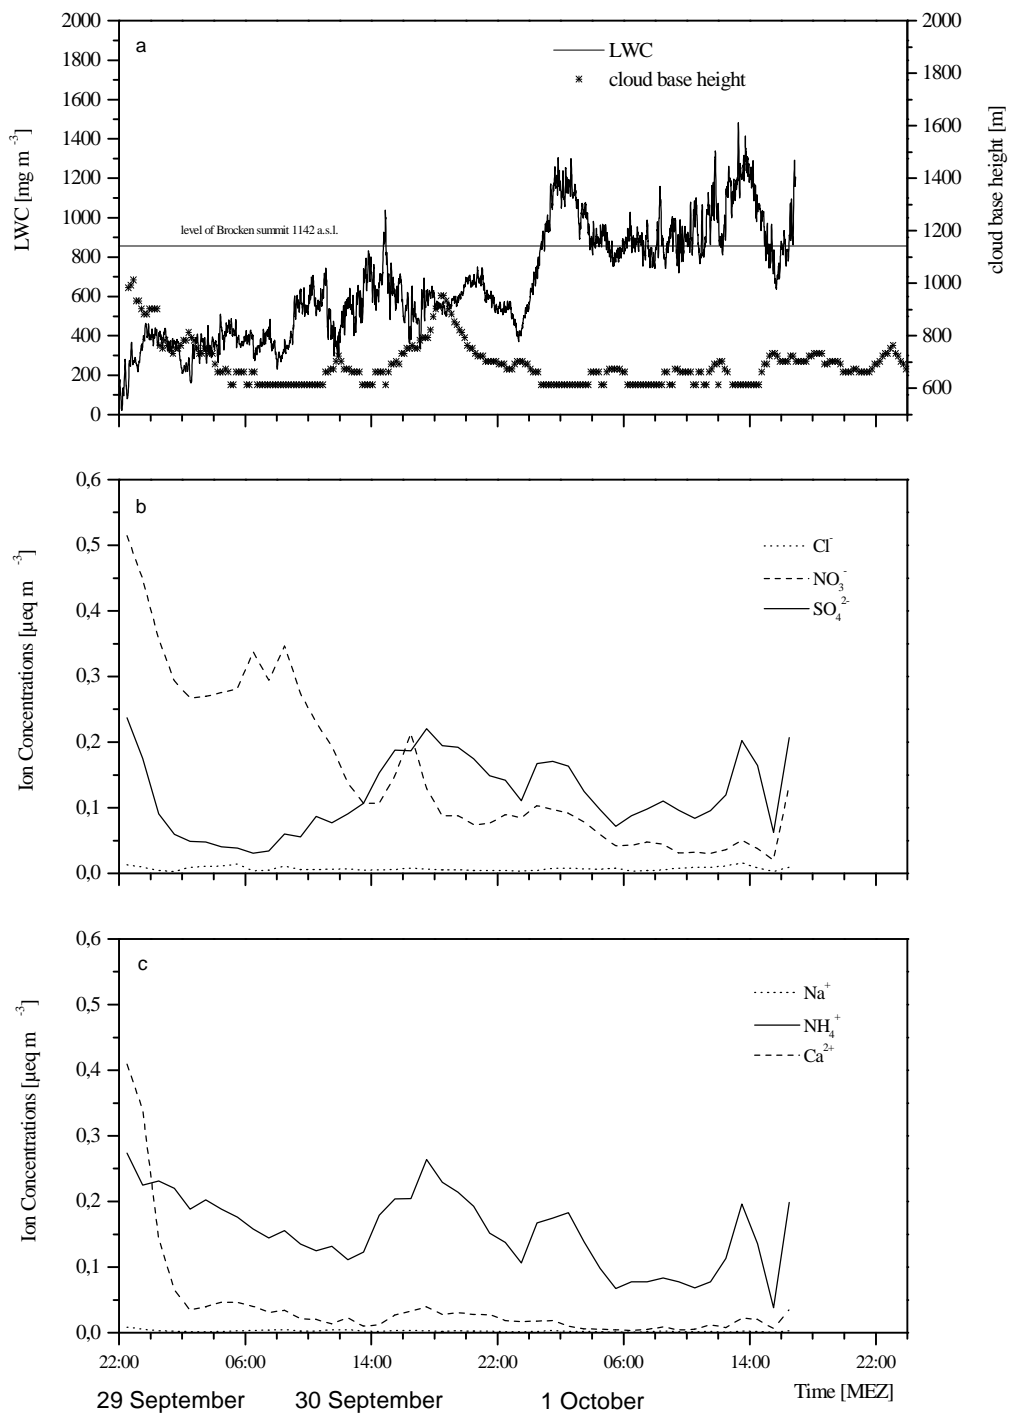 a
LWC
cloud base height
level of Brocken summit 1142 a.s.l.
LWC [mg m⁻³]
2000
1800
1600
1400
1200
1000
800
600
400
200
0
cloud base height [m]
2000
1800
1600
1400
1200
1000
800
600
b
Cl⁻
NO₃⁻
SO₄²⁻
Ion Concentrations [µeq m⁻³]
0,6
0,5
0,4
0,3
0,2
0,1
0,0
c
Na⁺
NH₄⁺
Ca²⁺
Ion Concentrations [µeq m⁻³]
0,6
0,5
0,4
0,3
0,2
0,1
0,0
22:00 06:00 14:00 22:00 06:00 14:00 22:00
Time [MEZ]
29 September 30 September 1 October